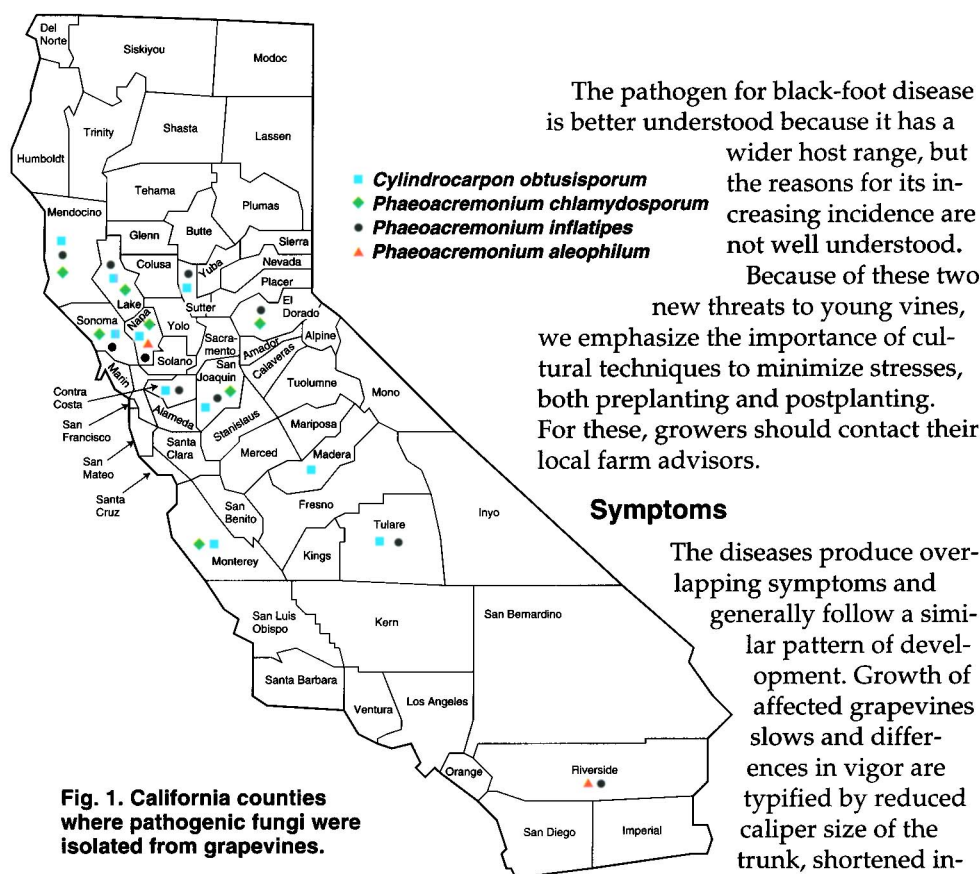 Del
Norte
Siskiyou
Modoc
Humboldt
Trinity
Shasta
Lassen
Tehama
Plumas
Mendocino
Glenn
Butte
Sierra
Colusa
Yuba
Nevada
Placer
Lake
Sutter
El
Dorado
Sonoma
Napa
Yolo
Sacra-
mento
Amador
Alpine
Solano
Calaveras
Marin
San
Joaquin
Tuolumne
Mono
Contra
Costa
Alameda
Stanislaus
San
Francisco
Mariposa
Santa
Clara
Merced
Madera
San
Mateo
Santa
Cruz
San
Benito
Fresno
Inyo
Tulare
Monterey
Kings
San Luis
Obispo
Kern
San Bernardino
Santa Barbara
Ventura
Los Angeles
Orange
Riverside
San Diego
Imperial
Cylindrocarpon obtusisporum
Phaeoacremonium chlamydosporum
Phaeoacremonium inflatipes
Phaeoacremonium aleophilum
Fig. 1. California counties
where pathogenic fungi were
isolated from grapevines.
The pathogen for black-foot disease
is better understood because it has a
wider host range, but
the reasons for its in-
creasing incidence are
not well understood.
Because of these two
new threats to young vines,
we emphasize the importance of cul-
tural techniques to minimize stresses,
both preplanting and postplanting.
For these, growers should contact their
local farm advisors.
Symptoms
The diseases produce over-
lapping symptoms and
generally follow a simi-
lar pattern of devel-
opment. Growth of
affected grapevines
slows and differ-
ences in vigor are
typified by reduced
caliper size of the
trunk, shortened in-